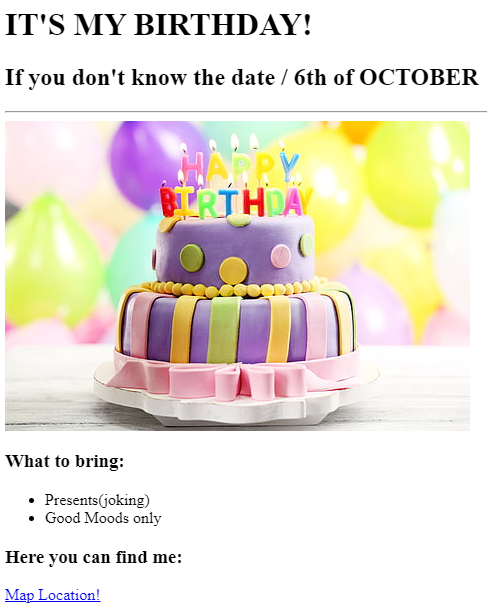 IT'S MY BIRTHDAY!
If you don't know the date / 6th of OCTOBER
HAPPY
BIRTHDAY
What to bring:
Presents(joking)
Good Moods only
Here you can find me:
Map Location!